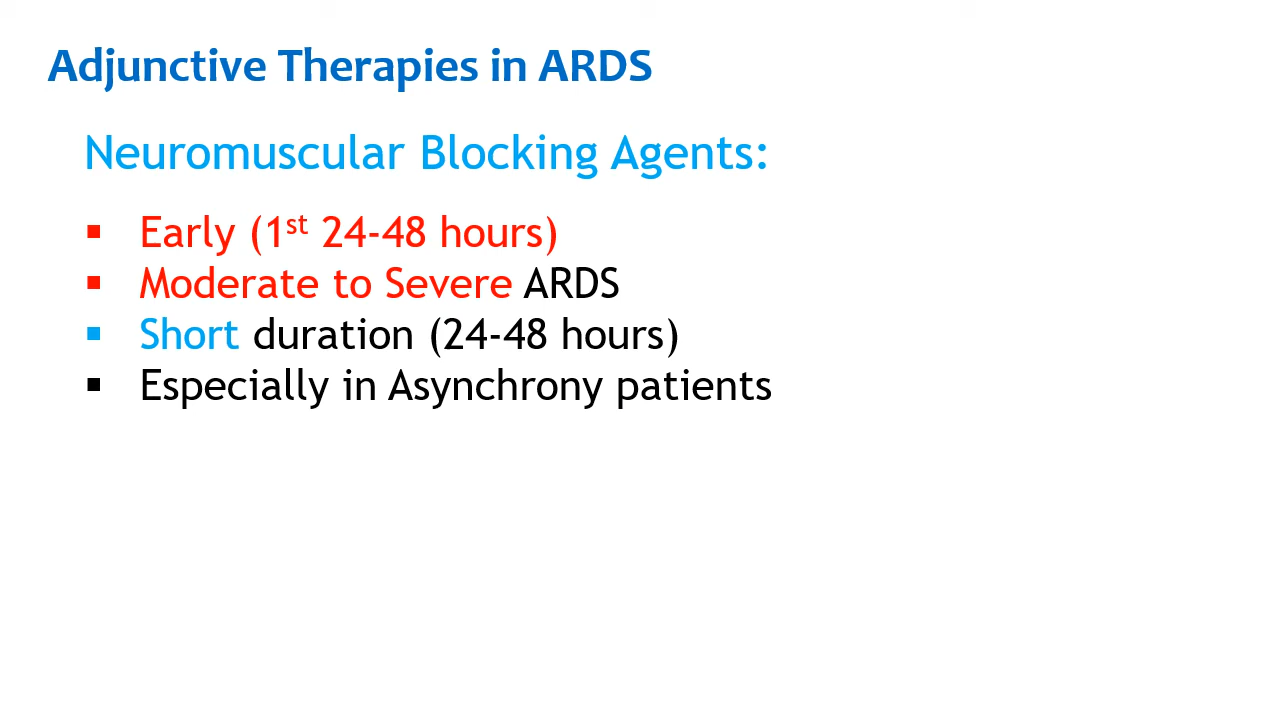 Adjunctive Therapies in ARDS
Neuromuscular Blocking Agents:
▪ Early (1st 24-48 hours)
▪ Moderate to Severe ARDS
▪ Short duration (24-48 hours)
▪ Especially in Asynchrony patients